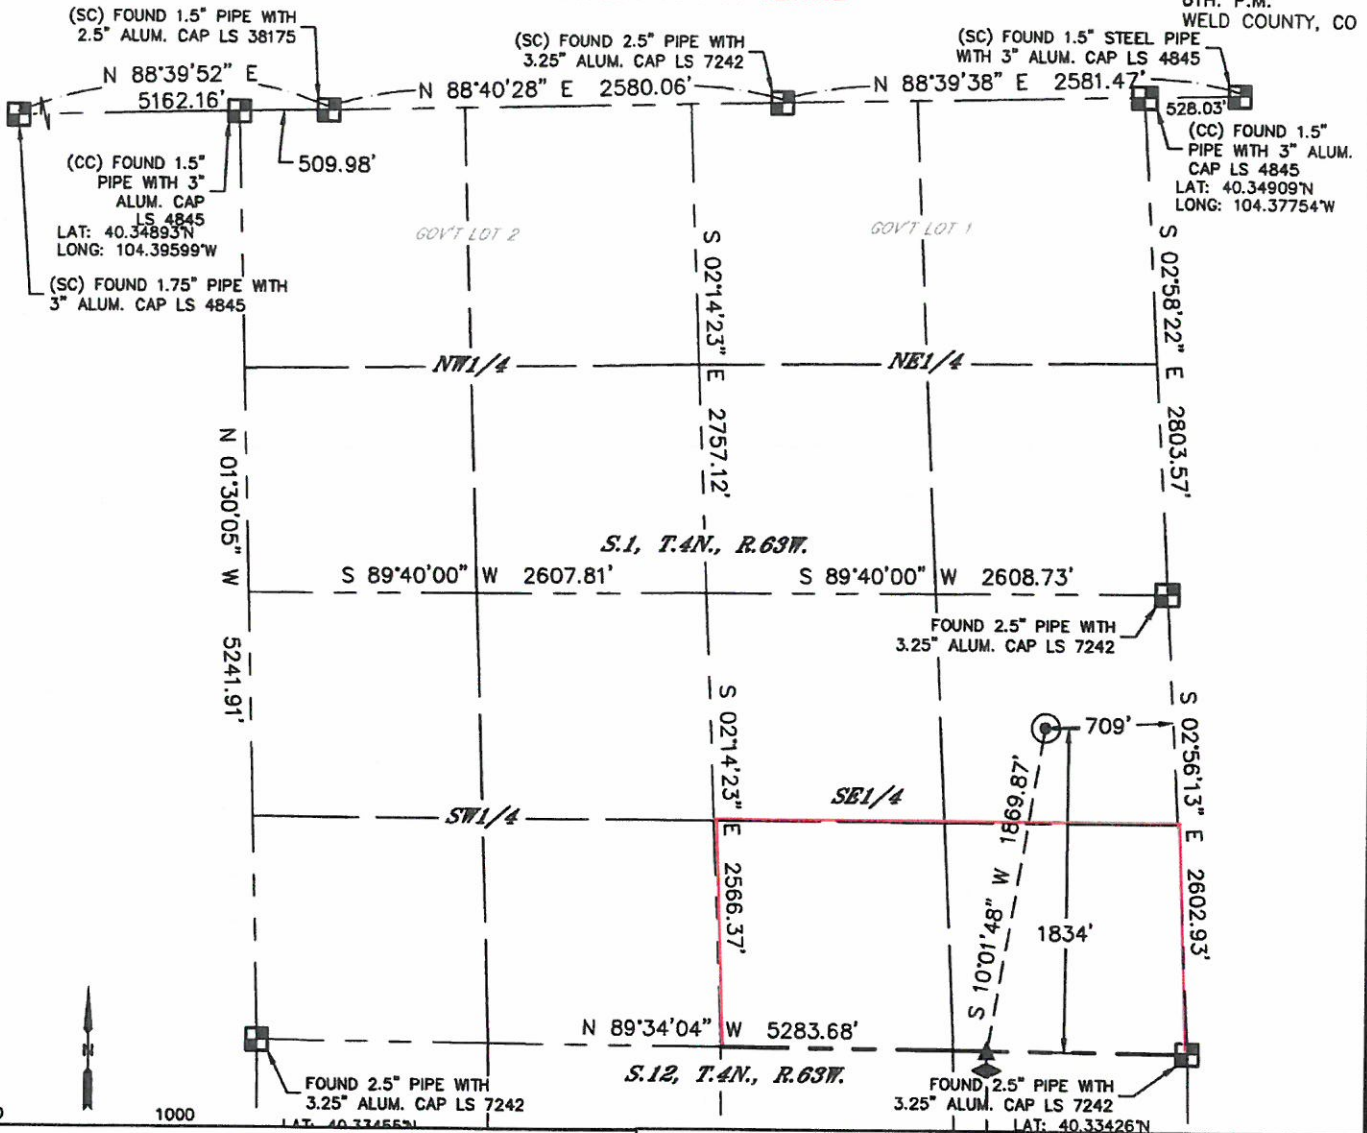 6TH. P.M.
WELD COUNTY, CO
(SC) FOUND 1.5" PIPE WITH
2.5" ALUM. CAP LS 38175
(SC) FOUND 2.5" PIPE WITH
3.25" ALUM. CAP LS 7242
(SC) FOUND 1.5" STEEL PIPE
WITH 3" ALUM. CAP LS 4845
N 88°39'52" E
5162.16'
N 88°40'28" E 2580.06'
N 88°39'38" E 2581.47'
528.03'
509.98'
(CC) FOUND 1.5"
PIPE WITH 3"
ALUM. CAP
LS 4845
LAT: 40.34893°N
LONG: 104.39599°W
(CC) FOUND 1.5"
PIPE WITH 3" ALUM.
CAP LS 4845
LAT: 40.34909°N
LONG: 104.37754°W
(SC) FOUND 1.75" PIPE WITH
3" ALUM. CAP LS 4845
GOV'T LOT 2
GOV'T LOT 1
S 02°14'23" E 2757.12'
S 02°58'22" E 2803.57'
NW1/4
NE1/4
N 01°30'05" W 5241.91'
S.1, T.4N., R.63W.
S 89°40'00" W 2607.81'
S 89°40'00" W 2608.73'
FOUND 2.5" PIPE WITH
3.25" ALUM. CAP LS 7242
S 02°14'23" E 2566.37'
709'
S 02°56'13" E 2602.93'
S 10°01'48" W 1869.87'
SW1/4
SE1/4
1834'
N 89°34'04" W 5283.68'
S.12, T.4N., R.63W.
N
FOUND 2.5" PIPE WITH
3.25" ALUM. CAP LS 7242
LAT: 40.33455°N
FOUND 2.5" PIPE WITH
3.25" ALUM. CAP LS 7242
LAT: 40.33426°N
0
1000